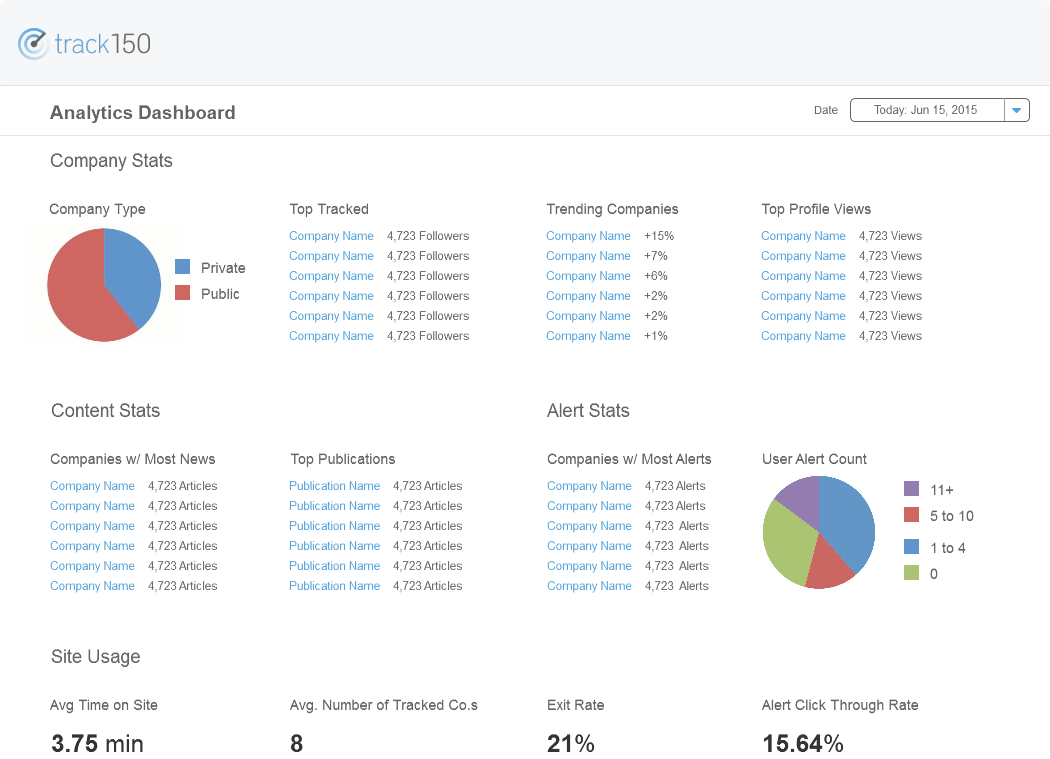 track150
Analytics Dashboard
Date
Today: Jun 15, 2015
Company Stats
Company Type
Private
Public
Top Tracked
Company Name 4,723 Followers
Company Name 4,723 Followers
Company Name 4,723 Followers
Company Name 4,723 Followers
Company Name 4,723 Followers
Company Name 4,723 Followers
Trending Companies
Company Name +15%
Company Name +7%
Company Name +6%
Company Name +2%
Company Name +2%
Company Name +1%
Top Profile Views
Company Name 4,723 Views
Company Name 4,723 Views
Company Name 4,723 Views
Company Name 4,723 Views
Company Name 4,723 Views
Company Name 4,723 Views
Content Stats
Companies w/ Most News
Company Name 4,723 Articles
Company Name 4,723 Articles
Company Name 4,723 Articles
Company Name 4,723 Articles
Company Name 4,723 Articles
Company Name 4,723 Articles
Top Publications
Publication Name 4,723 Articles
Publication Name 4,723 Articles
Publication Name 4,723 Articles
Publication Name 4,723 Articles
Publication Name 4,723 Articles
Publication Name 4,723 Articles
Alert Stats
Companies w/ Most Alerts
Company Name 4,723 Alerts
Company Name 4,723 Alerts
Company Name 4,723 Alerts
Company Name 4,723 Alerts
Company Name 4,723 Alerts
Company Name 4,723 Alerts
User Alert Count
11+
5 to 10
1 to 4
0
Site Usage
Avg Time on Site
3.75 min
Avg. Number of Tracked Co.s
8
Exit Rate
21%
Alert Click Through Rate
15.64%